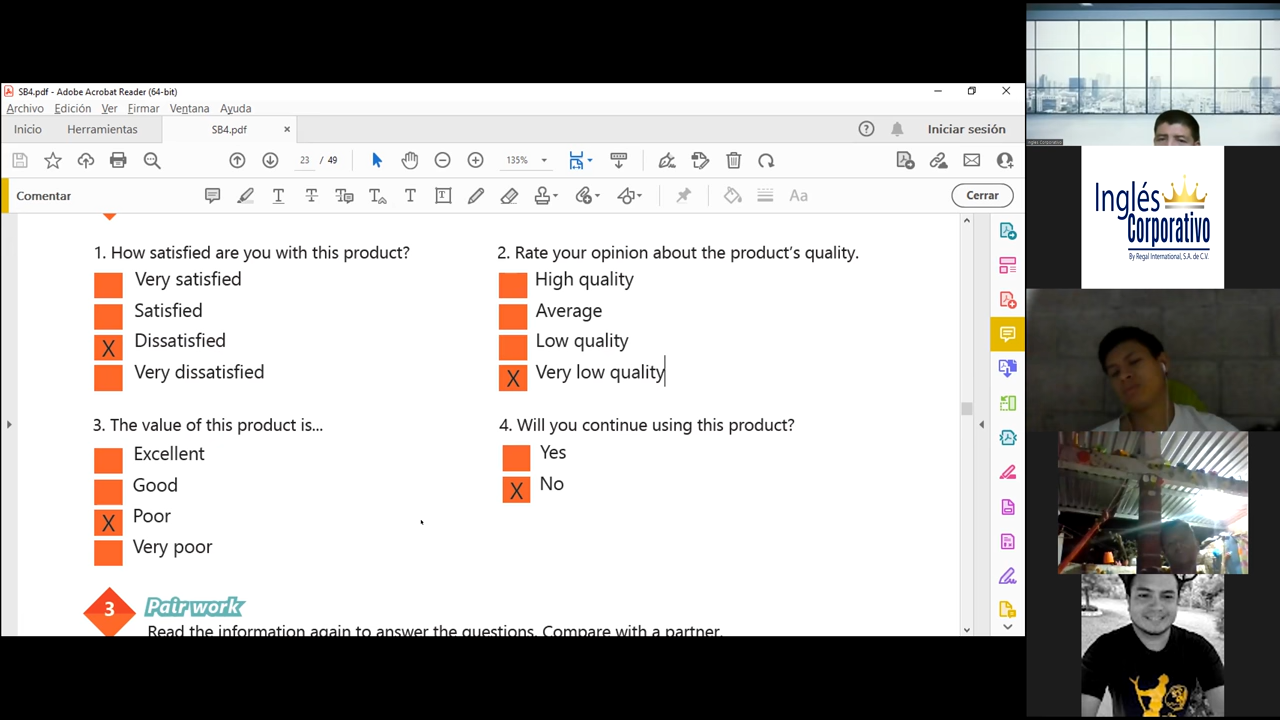 SB4.pdf - Adobe Acrobat Reader (64-bit)
Archivo Edición Ver Firmar Ventana Ayuda
Inicio Herramientas SB4.pdf Iniciar sesión
23 / 49 135%
Comentar Aa Cerrar
1. How satisfied are you with this product?
Very satisfied
Satisfied
X Dissatisfied
Very dissatisfied
2. Rate your opinion about the product's quality.
High quality
Average
Low quality
X Very low quality
3. The value of this product is...
Excellent
Good
X Poor
Very poor
4. Will you continue using this product?
Yes
X No
3 Pair work
Read the information again to answer the questions. Compare with a partner.
Inglés Corporativo
Inglés
Corporativo
By Regal International, S.A. de C.V.